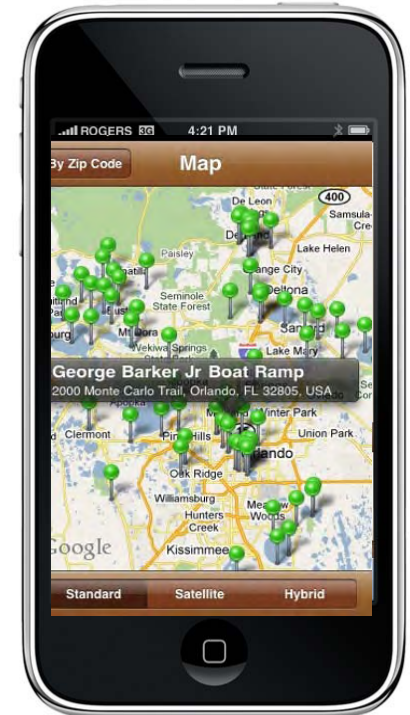 ROGERS 3G 4:21 PM
By Zip Code Map
400
De Leon
Samsula
Lake Helen
Paisley
Seminole
State Forest
Deltona
Mt Dora
Sanford
Wekiwa Springs
Lake Mary
George Barker Jr Boat Ramp
2000 Monte Carlo Trail, Orlando, FL 32805, USA
Apopka
Winter Park
Clermont
Pine Hills
Union Park
Orlando
Oak Ridge
Williamsburg
Meadow
Woods
Hunters
Creek
Google
Kissimmee
Standard Satellite Hybrid